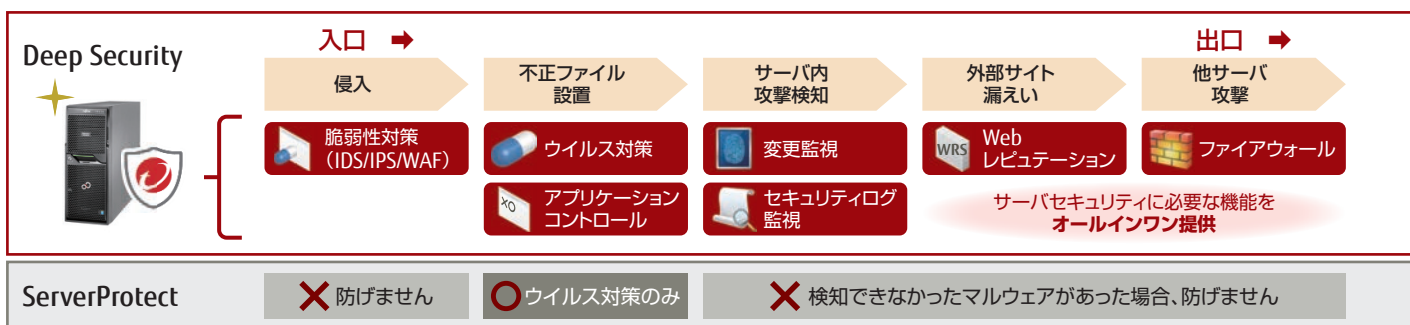 Deep Security
入口 ➡
出口 ➡
侵入
不正ファイル
設置
サーバ内
攻撃検知
外部サイト
漏えい
他サーバ
攻撃
脆弱性対策
（IDS/IPS/WAF）
ウイルス対策
変更監視
WRS
Web
レピュテーション
ファイアウォール
XO
アプリケーション
コントロール
セキュリティログ
監視
サーバセキュリティに必要な機能を
オールインワン提供
ServerProtect
防げません
ウイルス対策のみ
検知できなかったマルウェアがあった場合、防げません